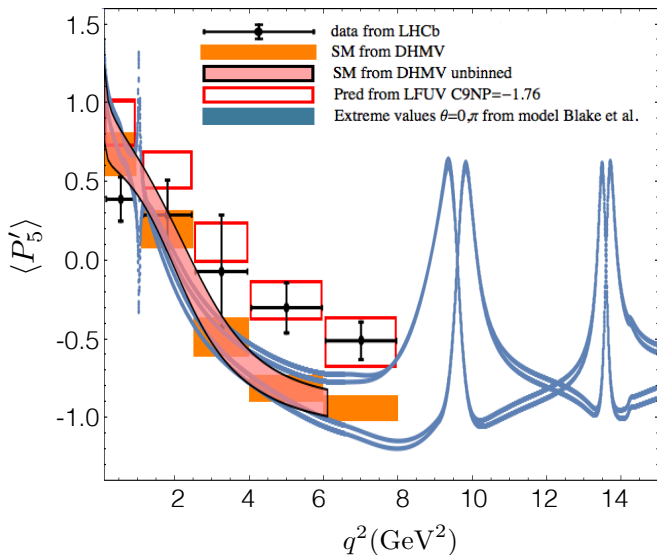 data from LHCb
SM from DHMV
SM from DHMV unbinned
Pred from LFUV C9NP=−1.76
Extreme values θ=0,π from model Blake et al.
1.5
1.0
0.5
0.0
-0.5
-1.0
⟨P′5⟩
2 4 6 8 10 12 14
q²(GeV²)